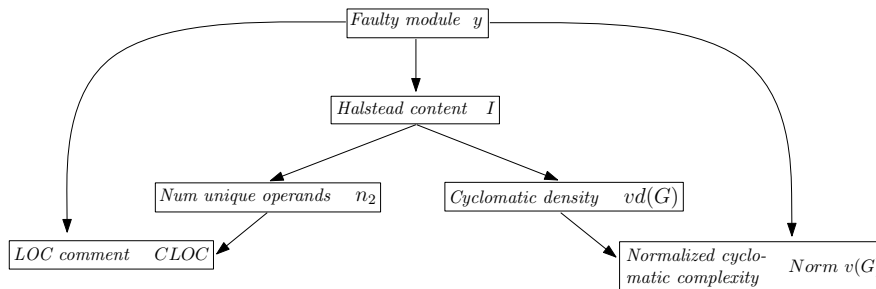 Faulty module y
Halstead content I
Num unique operands n₂
Cyclomatic density vd(G)
LOC comment CLOC
Normalized cyclo-
matic complexity Norm v(G